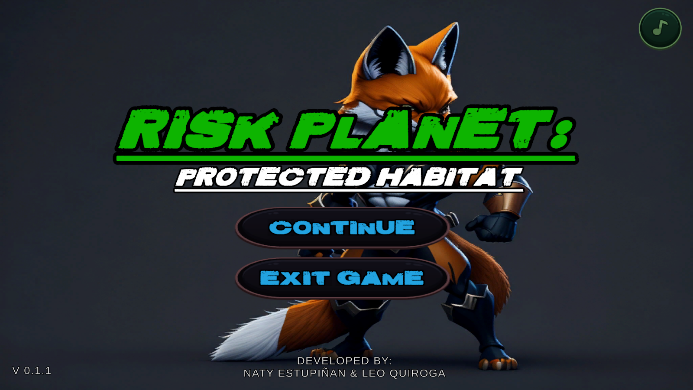 RISK PLANET:
PROTECTED HABITAT
CONTINUE
EXIT GAME
DEVELOPED BY:
NATY ESTUPIÑAN & LEO QUIROGA
V 0.1.1